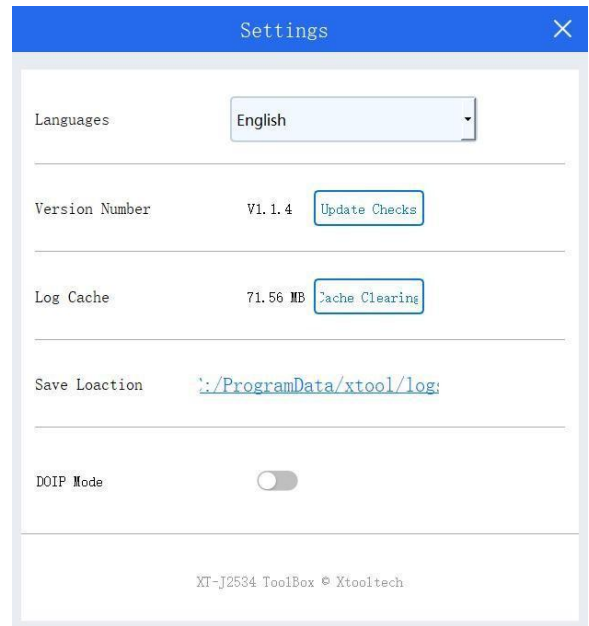 Settings
Languages English
Version Number V1.1.4 Update Checks
Log Cache 71.56 MB Cache Clearing
Save Loaction :/ProgramData/xtool/logs
DOIP Mode
XT-J2534 ToolBox © Xtooltech